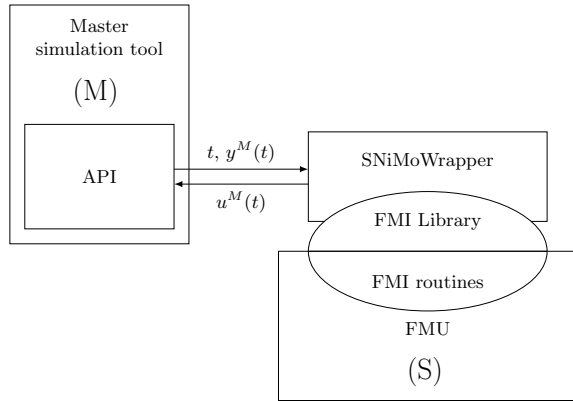 Master
simulation tool
(M)
API
t, y^M(t)
u^M(t)
SNiMoWrapper
FMI Library
FMI routines
FMU
(S)